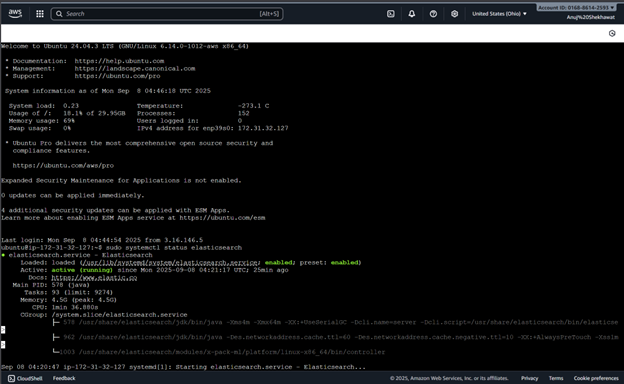 aws
Search [Alt+S]
United States (Ohio) ▼
Account ID: 0168-8614-2593 ▼
Anuj%20Shekhawat
Welcome to Ubuntu 24.04.3 LTS (GNU/Linux 6.14.0-1012-aws x86_64)
* Documentation: https://help.ubuntu.com
* Management: https://landscape.canonical.com
* Support: https://ubuntu.com/pro
System information as of Mon Sep 8 04:46:18 UTC 2025
System load: 0.23 Temperature: -273.1 C
Usage of /: 18.1% of 29.95GB Processes: 152
Memory usage: 69% Users logged in: 0
Swap usage: 0% IPv4 address for enp39s0: 172.31.32.127
* Ubuntu Pro delivers the most comprehensive open source security and
compliance features.
https://ubuntu.com/aws/pro
Expanded Security Maintenance for Applications is not enabled.
0 updates can be applied immediately.
4 additional security updates can be applied with ESM Apps.
Learn more about enabling ESM Apps service at https://ubuntu.com/esm
Last login: Mon Sep 8 04:44:54 2025 from 3.16.146.5
ubuntu@ip-172-31-32-127:~$ sudo systemctl status elasticsearch
● elasticsearch.service - Elasticsearch
Loaded: loaded (/usr/lib/systemd/system/elasticsearch.service; enabled; preset: enabled)
Active: active (running) since Mon 2025-09-08 04:21:17 UTC; 25min ago
Docs: https://www.elastic.co
Main PID: 578 (java)
Tasks: 93 (limit: 9274)
Memory: 4.5G (peak: 4.5G)
CPU: 1min 36.880s
CGroup: /system.slice/elasticsearch.service
├─ 578 /usr/share/elasticsearch/jdk/bin/java -Xms4m -Xmx64m -XX:+UseSerialGC -Dcli.name=server -Dcli.script=/usr/share/elasticsearch/bin/elasticse
├─ 962 /usr/share/elasticsearch/jdk/bin/java -Des.networkaddress.cache.ttl=60 -Des.networkaddress.cache.negative.ttl=10 -XX:+AlwaysPreTouch -Xss1m
└─1003 /usr/share/elasticsearch/modules/x-pack-ml/platform/linux-x86_64/bin/controller
Sep 08 04:20:47 ip-172-31-32-127 systemd[1]: Starting elasticsearch.service - Elasticsearch...
CloudShell Feedback © 2025, Amazon Web Services, Inc. or its affiliates. Privacy Terms Cookie preferences